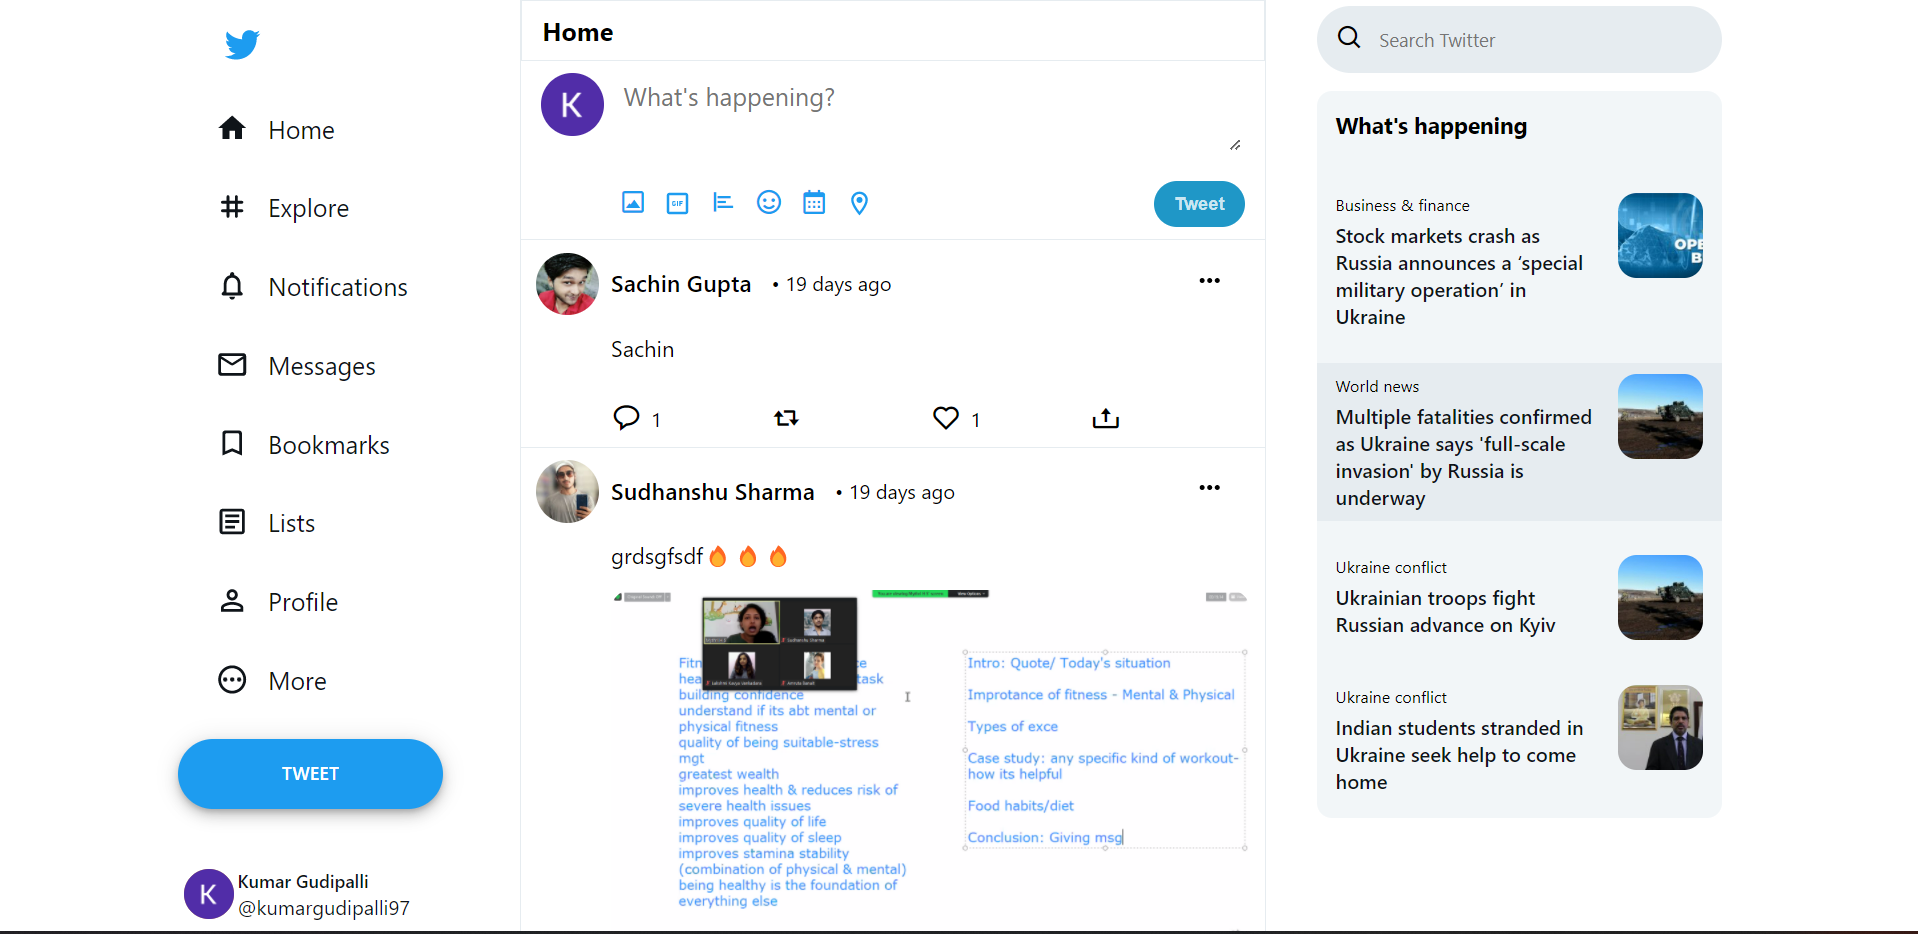 Home
Explore
Notifications
Messages
Bookmarks
Lists
Profile
More
TWEET
K
Kumar Gudipalli
@kumargudipalli97
Home
K
What's happening?
GIF
Tweet
Sachin Gupta • 19 days ago
Sachin
1
1
Sudhanshu Sharma • 19 days ago
grdsgfsdf🔥 🔥 🔥
View Options
Sudhanshu Sharma
Fitn
ce
hea
task
building confidence
understand if its abt mental or
physical fitness
quality of being suitable-stress
mgt
greatest wealth
improves health & reduces risk of
severe health issues
improves quality of life
improves quality of sleep
improves stamina stability
(combination of physical & mental)
being healthy is the foundation of
everything else
Intro: Quote/ Today's situation
Improtance of fitness - Mental & Physical
Types of exce
Case study: any specific kind of workout-
how its helpful
Food habits/diet
Conclusion: Giving msg
Search Twitter
What's happening
Business & finance
Stock markets crash as
Russia announces a ‘special
military operation’ in
Ukraine
OPE
B
World news
Multiple fatalities confirmed
as Ukraine says 'full-scale
invasion' by Russia is
underway
Ukraine conflict
Ukrainian troops fight
Russian advance on Kyiv
Ukraine conflict
Indian students stranded in
Ukraine seek help to come
home